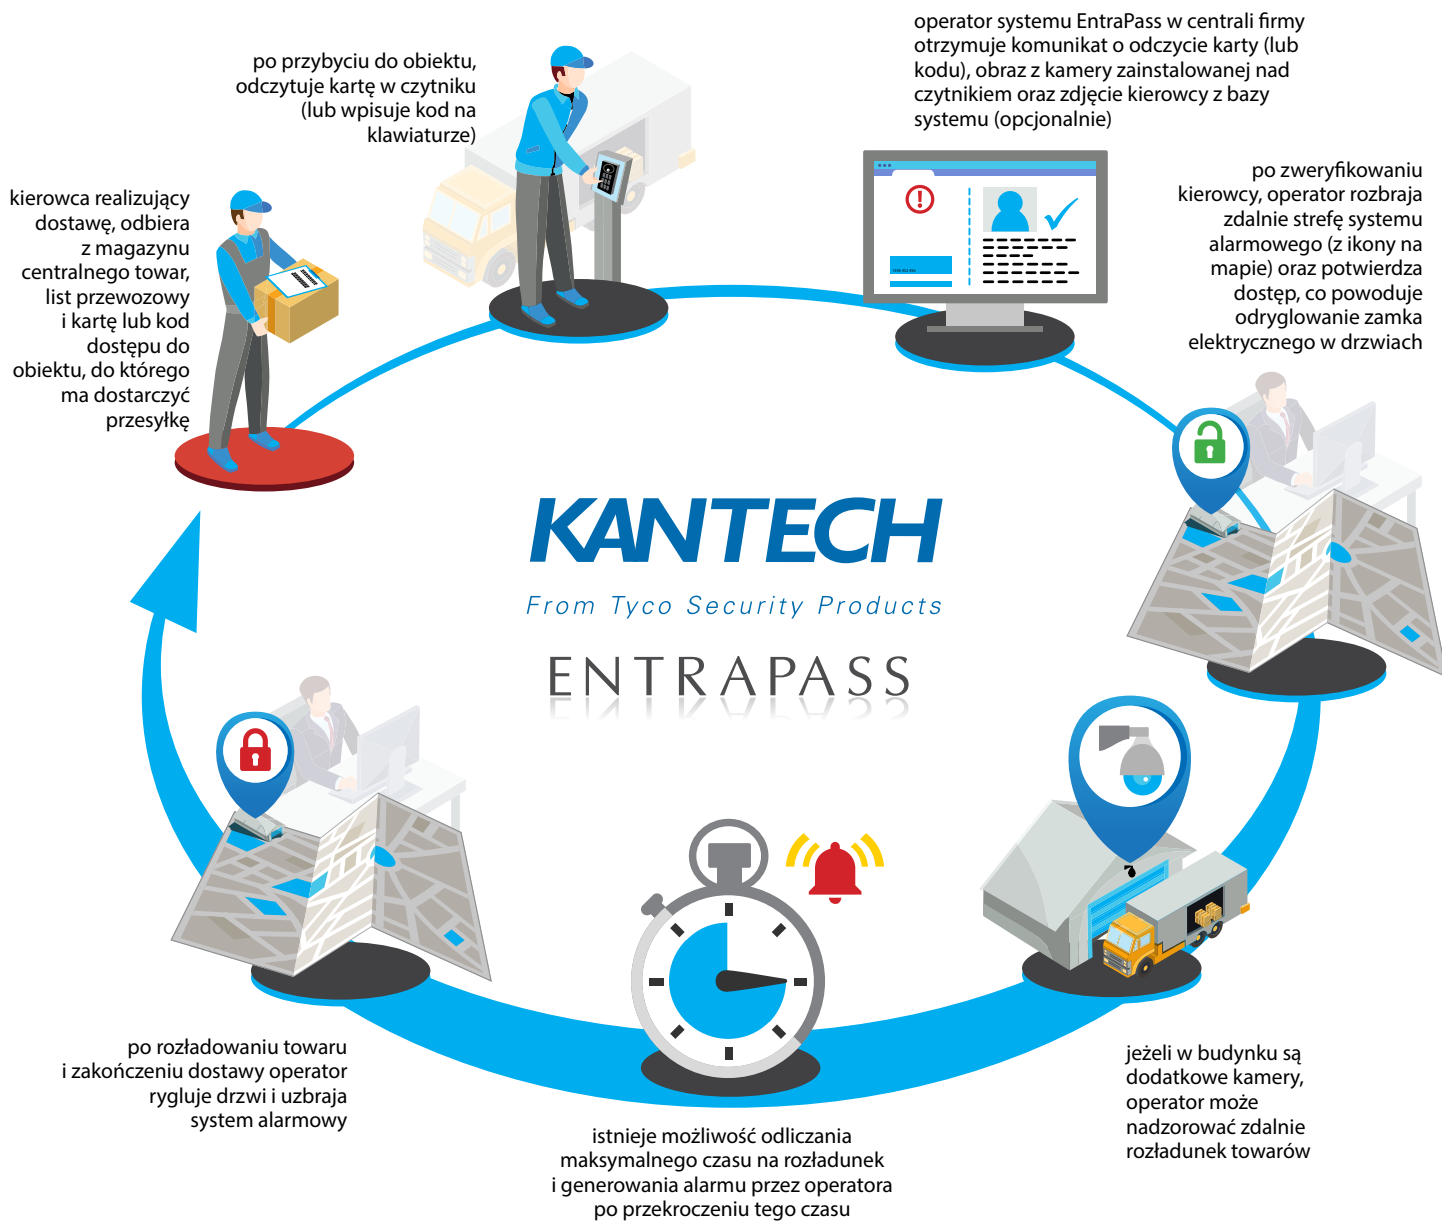 kierowca realizujący
dostawę, odbiera
z magazynu
centralnego towar,
list przewozowy
i kartę lub kod
dostępu do
obiektu, do którego
ma dostarczyć
przesyłkę
po przybyciu do obiektu,
odczytuje kartę w czytniku
(lub wpisuje kod na
klawiaturze)
operator systemu EntraPass w centrali firmy
otrzymuje komunikat o odczycie karty (lub
kodu), obraz z kamery zainstalowanej nad
czytnikiem oraz zdjęcie kierowcy z bazy
systemu (opcjonalnie)
po zweryfikowaniu
kierowcy, operator rozbraja
zdalnie strefę systemu
alarmowego (z ikony na
mapie) oraz potwierdza
dostęp, co powoduje
odryglowanie zamka
elektrycznego w drzwiach
KANTECH
From Tyco Security Products
ENTRAPASS
jeżeli w budynku są
dodatkowe kamery,
operator może
nadzorować zdalnie
rozładunek towarów
istnieje możliwość odliczania
maksymalnego czasu na rozładunek
i generowania alarmu przez operatora
po przekroczeniu tego czasu
po rozładowaniu towaru
i zakończeniu dostawy operator
rygluje drzwi i uzbraja
system alarmowy